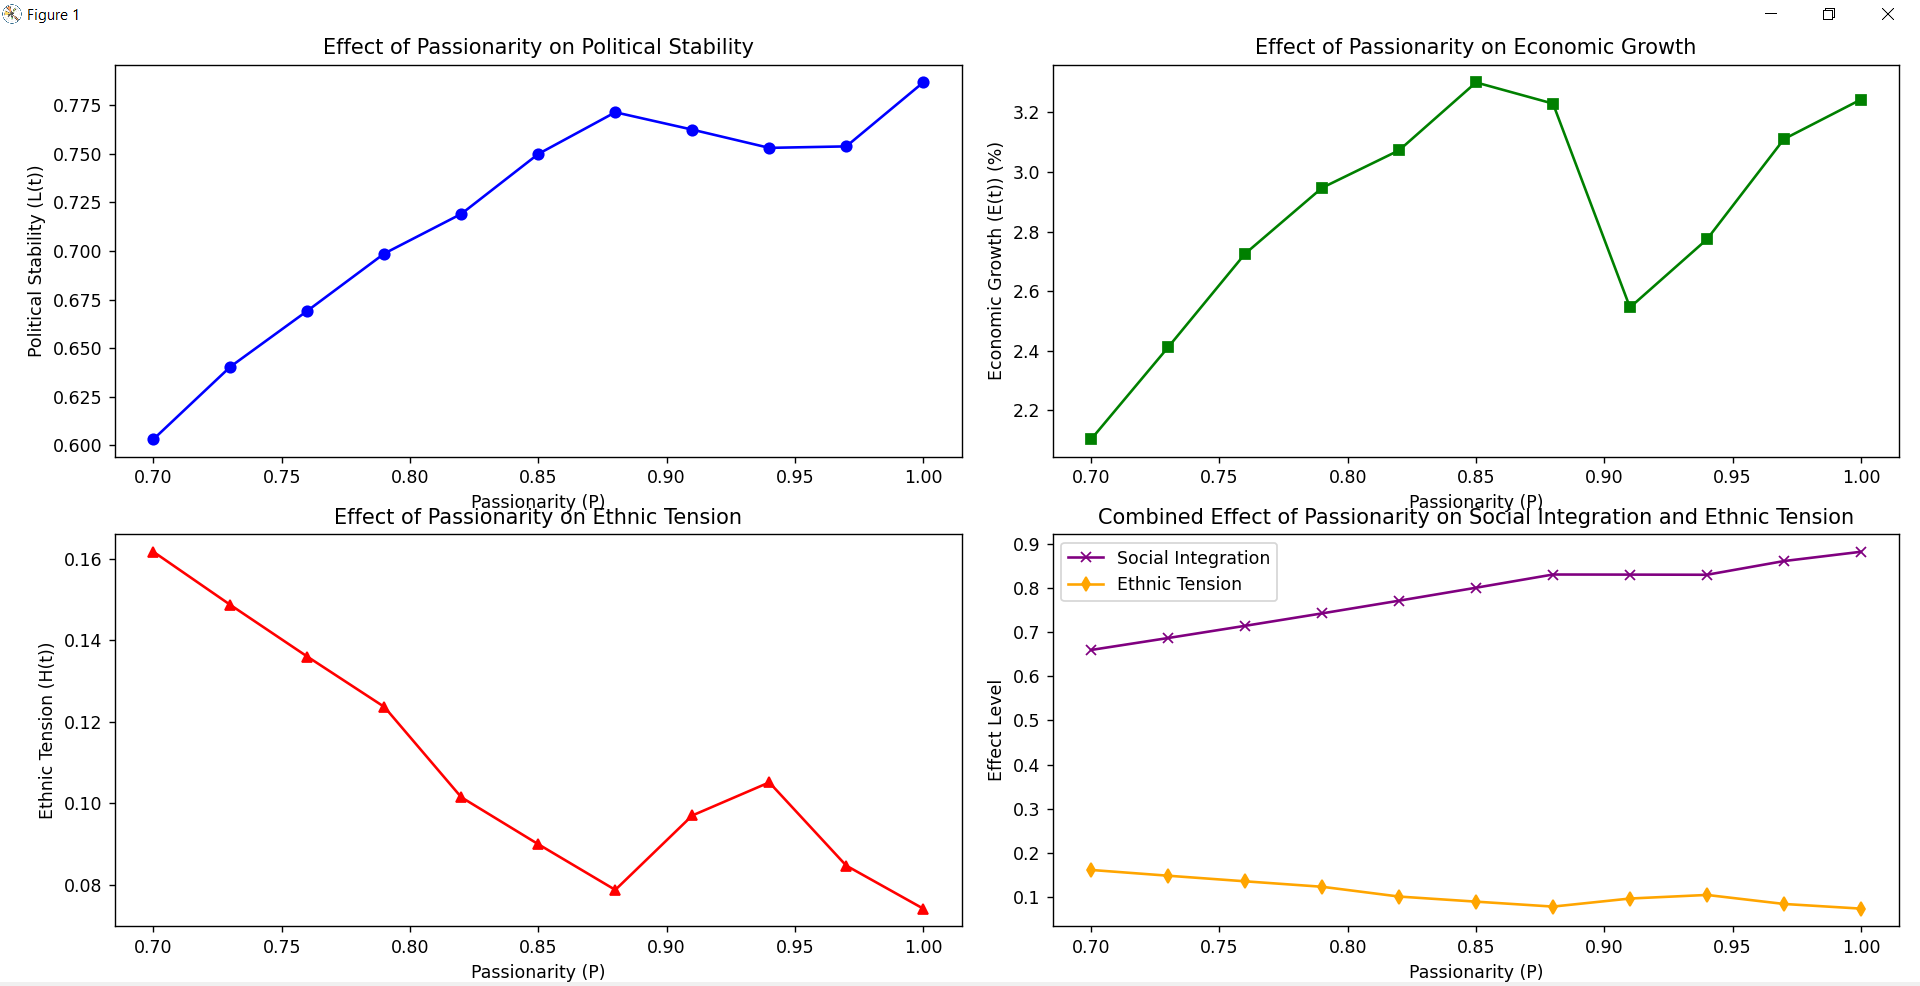 Figure 1
Effect of Passionarity on Political Stability
Political Stability (L(t))
0.775
0.750
0.725
0.700
0.675
0.650
0.625
0.600
0.70 0.75 0.80 0.85 0.90 0.95 1.00
Passionarity (P)
Effect of Passionarity on Economic Growth
Economic Growth (E(t)) (%)
3.2
3.0
2.8
2.6
2.4
2.2
0.70 0.75 0.80 0.85 0.90 0.95 1.00
Passionarity (P)
Effect of Passionarity on Ethnic Tension
Ethnic Tension (H(t))
0.16
0.14
0.12
0.10
0.08
0.70 0.75 0.80 0.85 0.90 0.95 1.00
Passionarity (P)
Combined Effect of Passionarity on Social Integration and Ethnic Tension
Social Integration
Ethnic Tension
Effect Level
0.9
0.8
0.7
0.6
0.5
0.4
0.3
0.2
0.1
0.70 0.75 0.80 0.85 0.90 0.95 1.00
Passionarity (P)